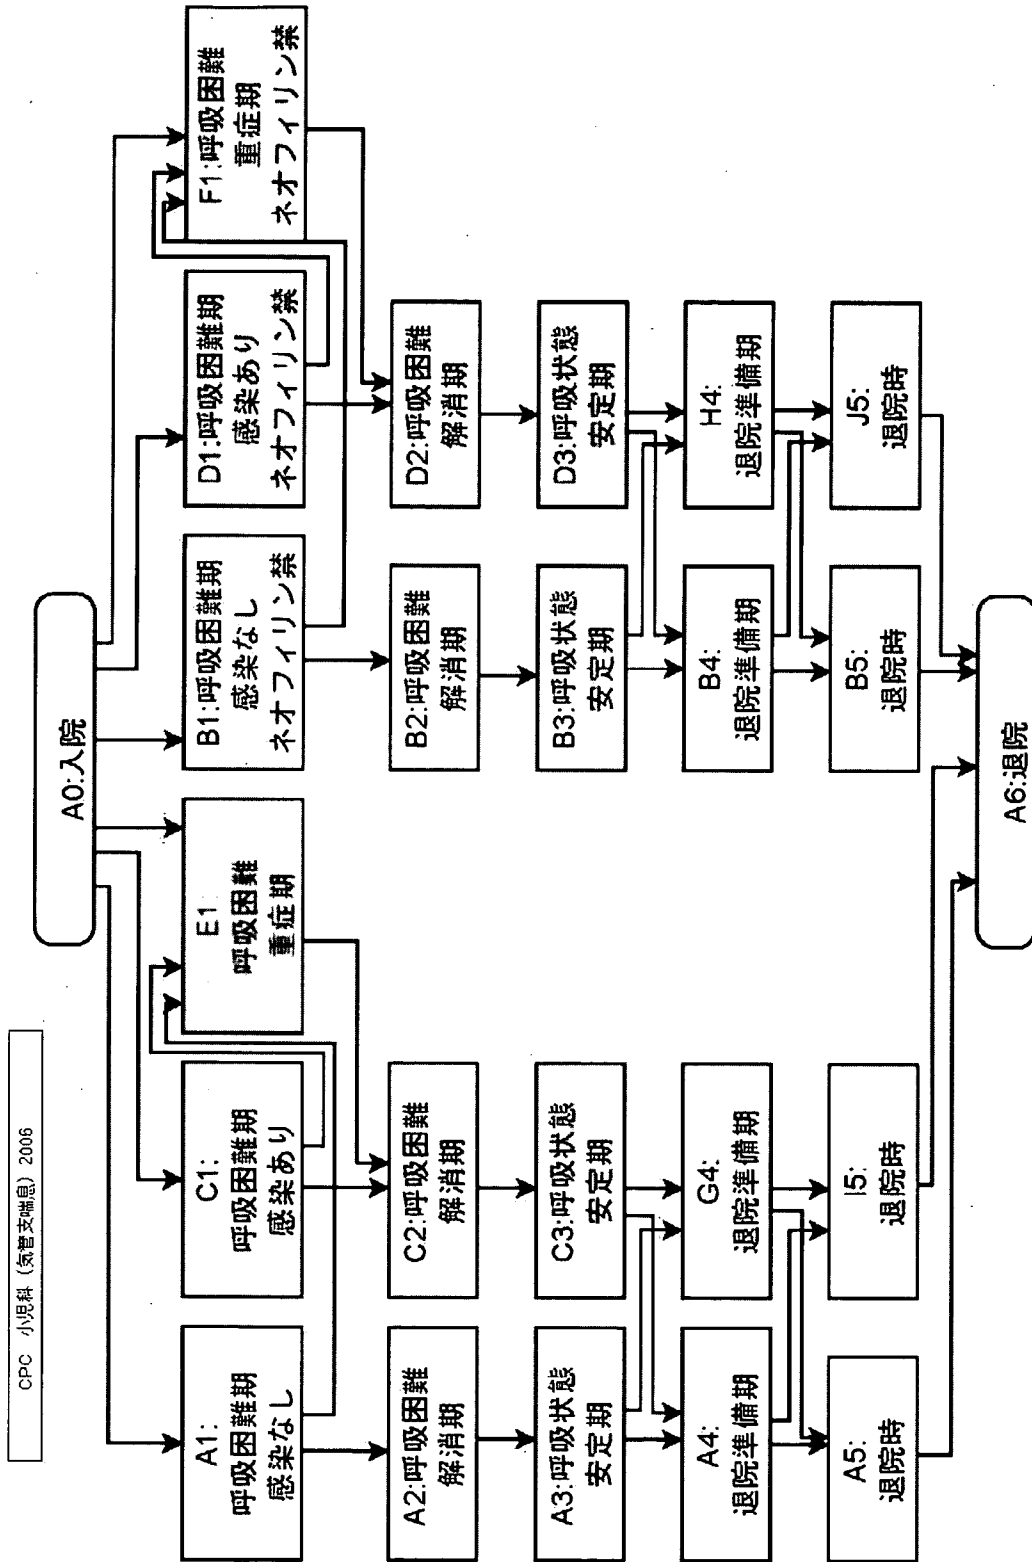 CPC 小児科（気管支喘息）2006
A0:入院
A1:
呼吸困難期
感染なし
C1:
呼吸困難期
感染あり
E1
呼吸困難
重症期
B1:呼吸困難期
感染なし
ネオフィリン禁
D1:呼吸困難期
感染あり
ネオフィリン禁
F1:呼吸困難
重症期
ネオフィリン禁
A2:呼吸困難
解消期
C2:呼吸困難
解消期
B2:呼吸困難
解消期
D2:呼吸困難
解消期
A3:呼吸状態
安定期
C3:呼吸状態
安定期
B3:呼吸状態
安定期
D3:呼吸状態
安定期
A4:
退院準備期
G4:
退院準備期
B4:
退院準備期
H4:
退院準備期
A5:
退院時
I5:
退院時
B5:
退院時
J5:
退院時
A6:退院